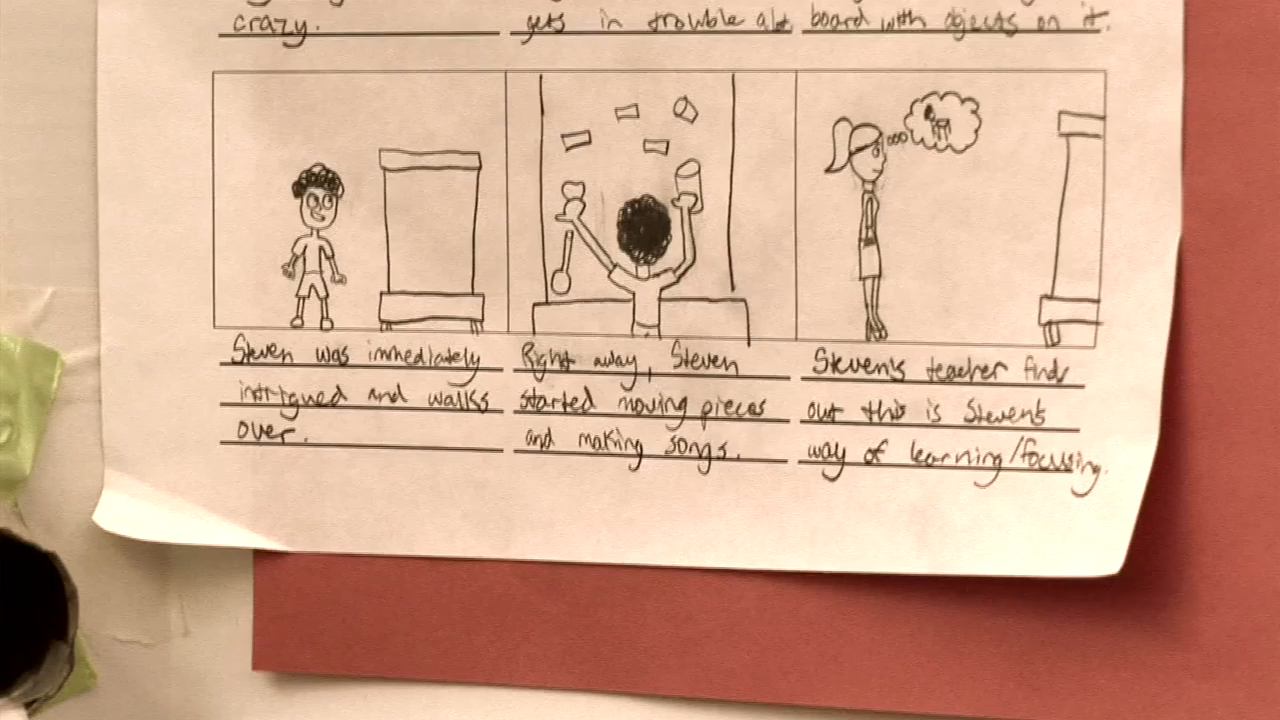 crazy.
gets in trouble alot
board with objects on it.
Steven was immediately
intrigued and walks
over.
Right away, Steven
started moving pieces
and making songs.
Steven's teacher finds
out this is Steven's
way of learning/focusing.